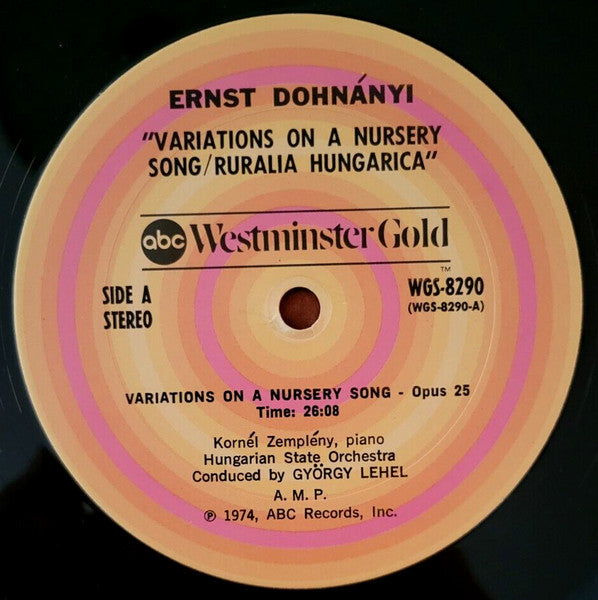 ERNST DOHNÁNYI
"VARIATIONS ON A NURSERY
SONG/RURALIA HUNGARICA"
abc Westminster Gold
TM
SIDE A
STEREO
WGS-8290
(WGS-8290-A)
VARIATIONS ON A NURSERY SONG - Opus 25
Time: 26:08
Kornél Zemplény, piano
Hungarian State Orchestra
Conducted by GYÖRGY LEHEL
A. M. P.
℗ 1974, ABC Records, Inc.